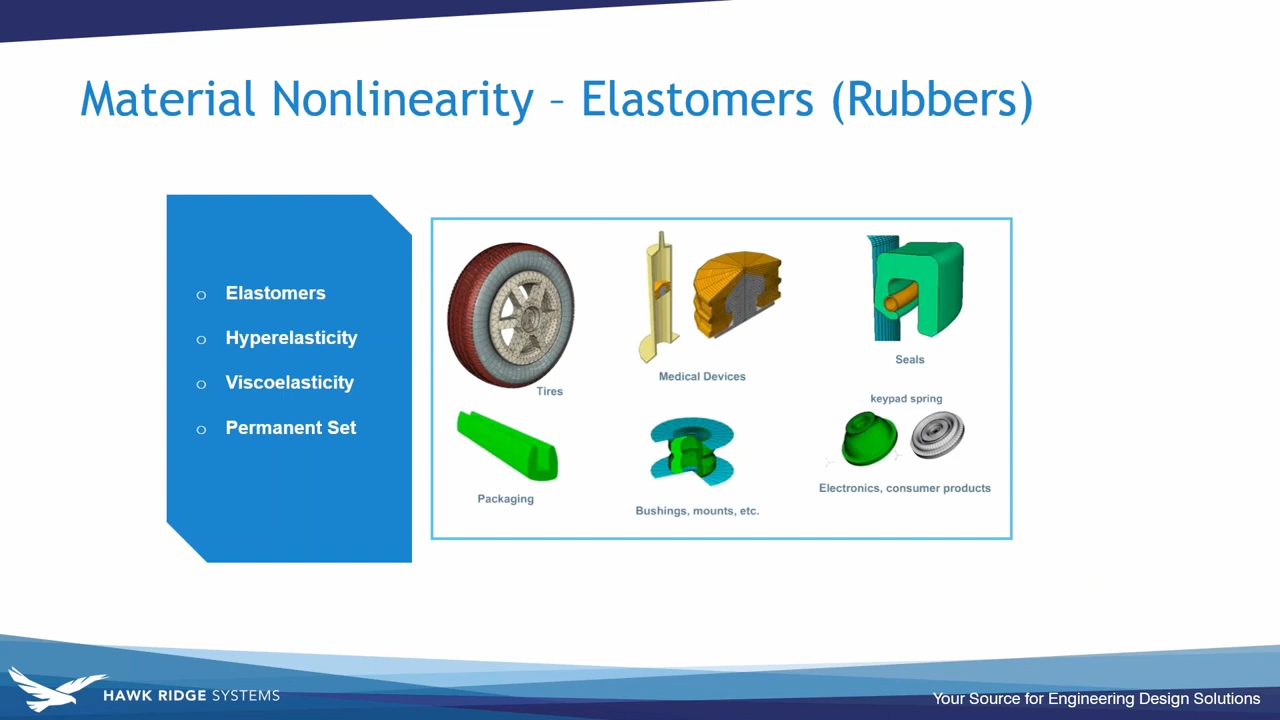 Material Nonlinearity – Elastomers (Rubbers)
o Elastomers
o Hyperelasticity
o Viscoelasticity
o Permanent Set
Tires
Medical Devices
Seals
keypad spring
Packaging
Bushings, mounts, etc.
Electronics, consumer products
HAWK RIDGE SYSTEMS
Your Source for Engineering Design Solutions